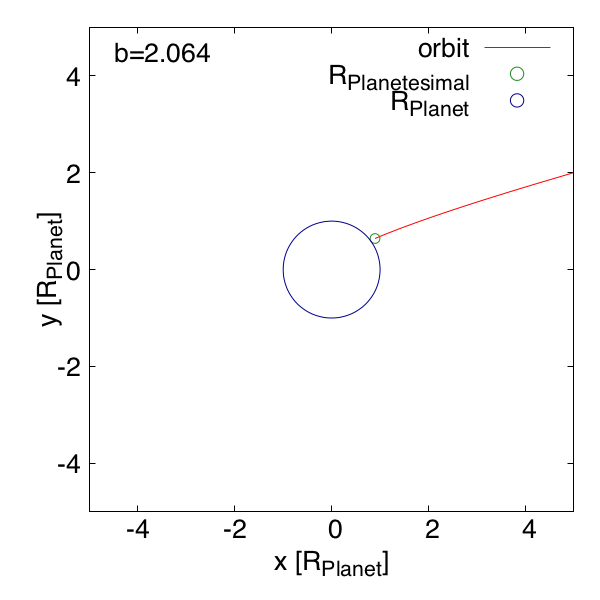 b=2.064
orbit
R_Planetesimal
R_Planet
4
2
0
-2
-4
y [R_Planet]
-4 -2 0 2 4
x [R_Planet]